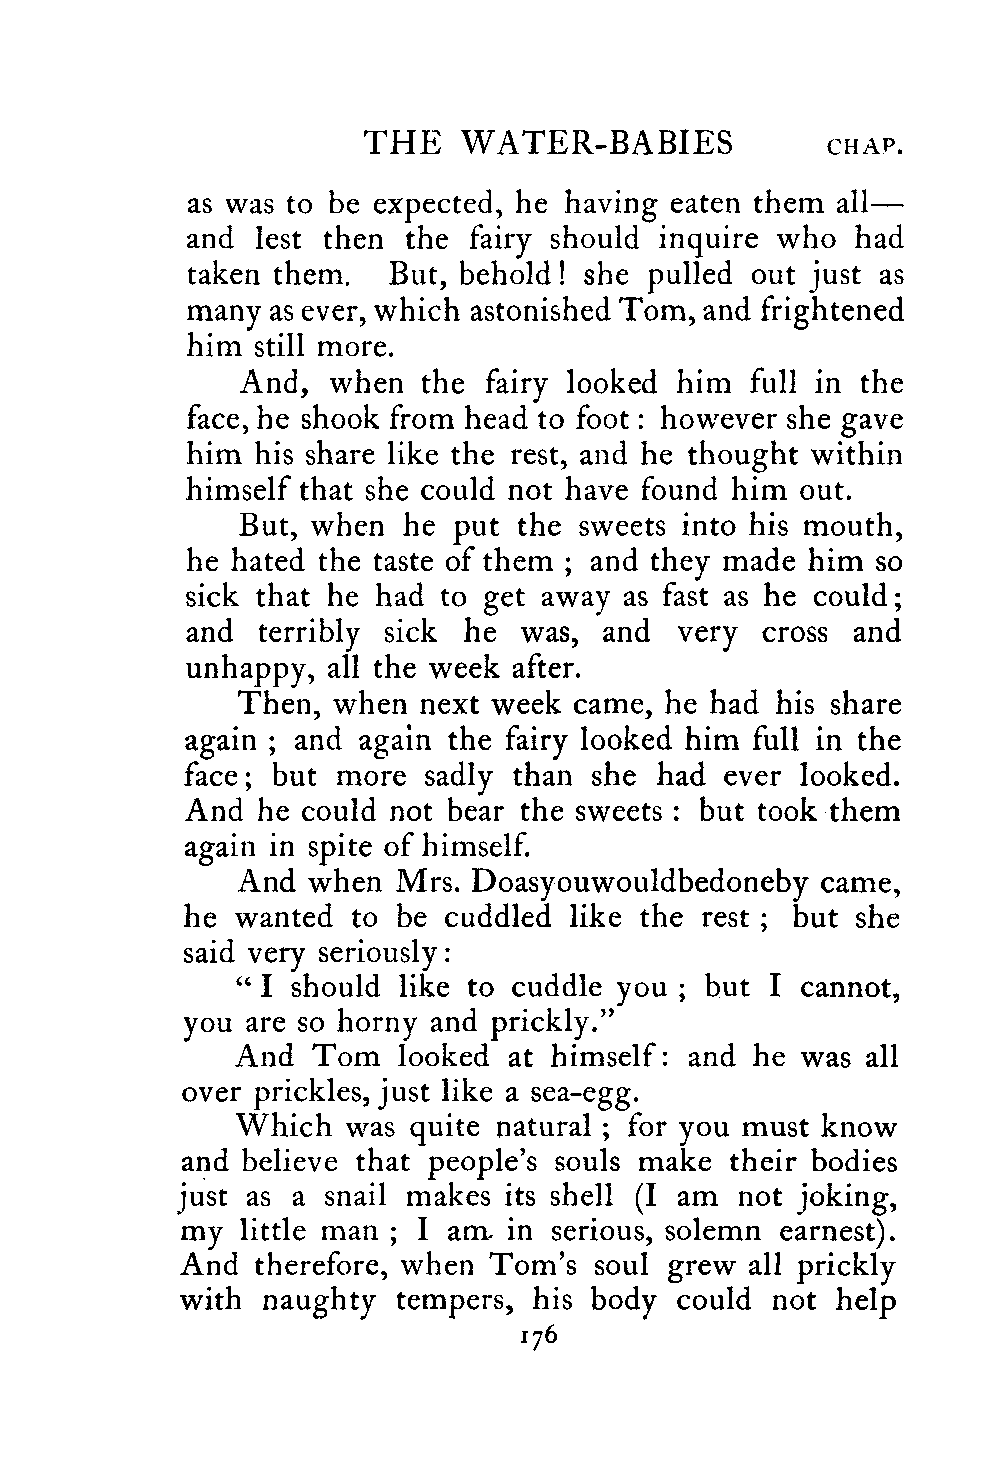 THE WATER-BABIES CHAP.
as was to be expected, he having eaten them all—
and lest then the fairy should inquire who had
taken them. But, behold! she pulled out just as
many as ever, which astonished Tom, and frightened
him still more.
And, when the fairy looked him full in the
face, he shook from head to foot : however she gave
him his share like the rest, and he thought within
himself that she could not have found him out.
But, when he put the sweets into his mouth,
he hated the taste of them ; and they made him so
sick that he had to get away as fast as he could;
and terribly sick he was, and very cross and
unhappy, all the week after.
Then, when next week came, he had his share
again ; and again the fairy looked him full in the
face; but more sadly than she had ever looked.
And he could not bear the sweets : but took them
again in spite of himself.
And when Mrs. Doasyouwouldbedoneby came,
he wanted to be cuddled like the rest ; but she
said very seriously:
“ I should like to cuddle you ; but I cannot,
you are so horny and prickly.”
And Tom looked at himself: and he was all
over prickles, just like a sea-egg.
Which was quite natural ; for you must know
and believe that people’s souls make their bodies
just as a snail makes its shell (I am not joking,
my little man ; I am in serious, solemn earnest).
And therefore, when Tom’s soul grew all prickly
with naughty tempers, his body could not help
176